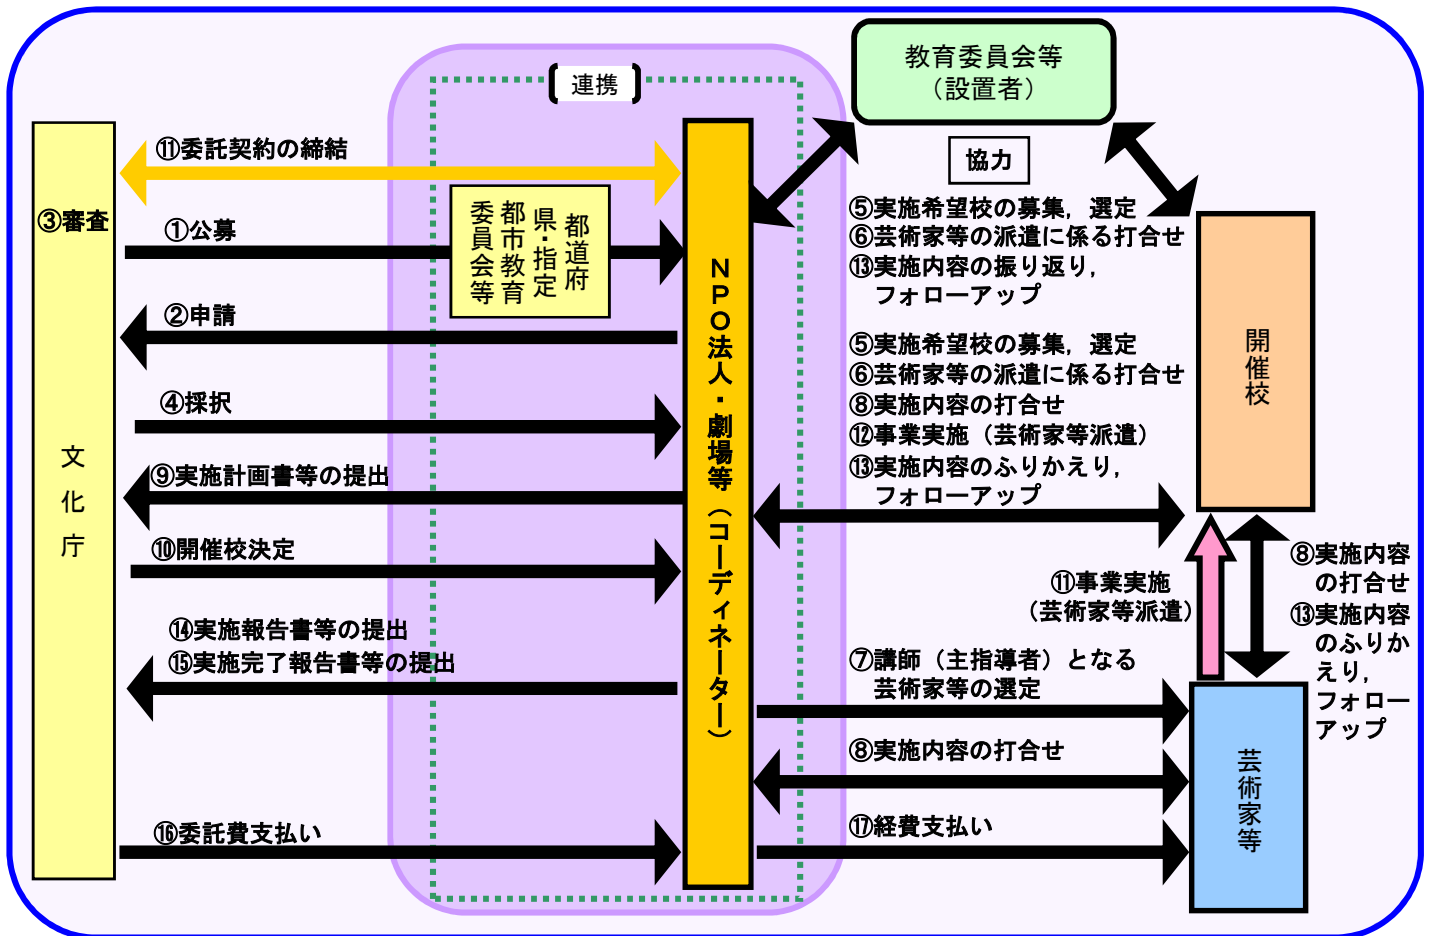 連携
教育委員会等
（設置者）
協力
⑪委託契約の締結
③審査
①公募
都道府
県・指定
都市教育
委員会等
②申請
④採択
⑨実施計画書等の提出
⑩開催校決定
⑭実施報告書等の提出
⑮実施完了報告書等の提出
⑯委託費支払い
文化庁
ＮＰＯ法人・劇場等（コーディネーター）
⑤実施希望校の募集，選定
⑥芸術家等の派遣に係る打合せ
⑬実施内容の振り返り，
フォローアップ
⑤実施希望校の募集，選定
⑥芸術家等の派遣に係る打合せ
⑧実施内容の打合せ
⑫事業実施（芸術家等派遣）
⑬実施内容のふりかえり，
フォローアップ
開催校
⑪事業実施
（芸術家等派遣）
⑧実施内容
の打合せ
⑬実施内容
のふりか
えり，
フォロー
アップ
⑦講師（主指導者）となる
芸術家等の選定
⑧実施内容の打合せ
⑰経費支払い
芸術家等